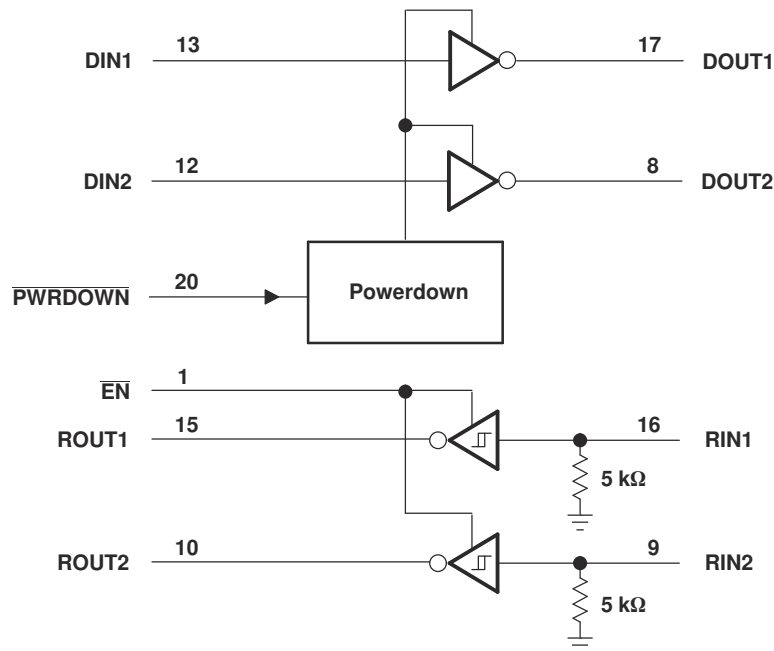 DIN1 13 17 DOUT1
DIN2 12 8 DOUT2
PWRDOWN 20 Powerdown
EN 1
ROUT1 15 16 RIN1
5 kΩ
ROUT2 10 9 RIN2
5 kΩ